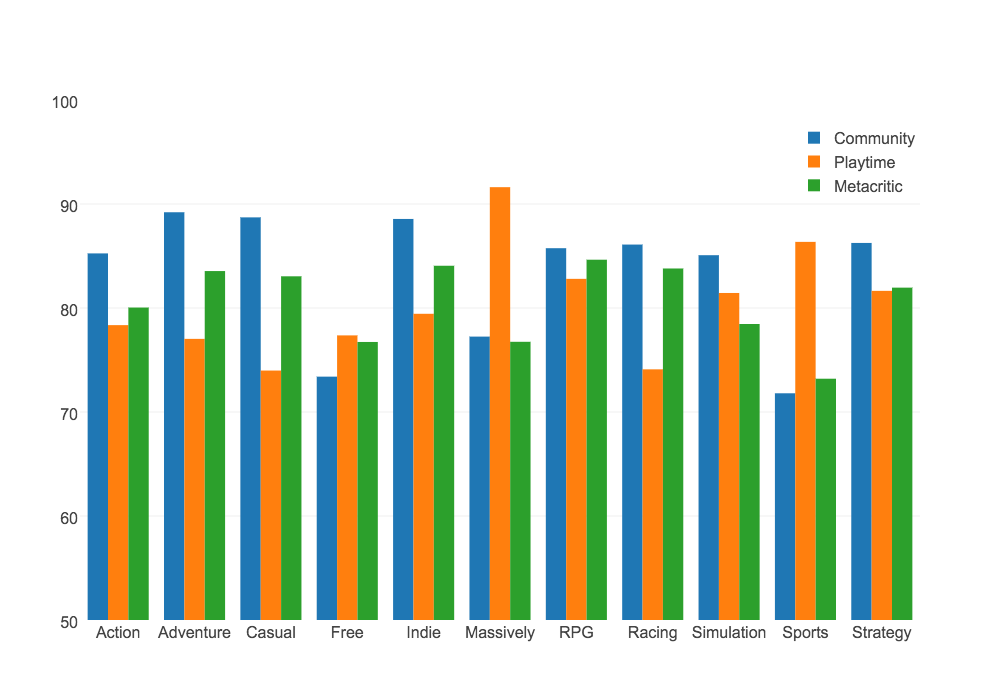 100
Community
Playtime
Metacritic
90
80
70
60
50
Action Adventure Casual Free Indie Massively RPG Racing Simulation Sports Strategy